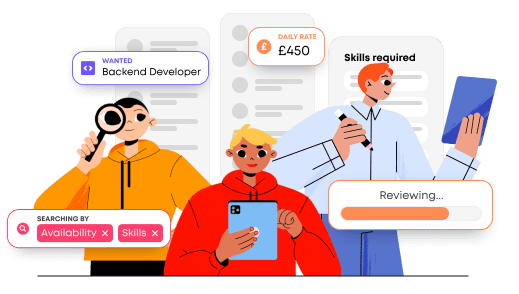 DAILY RATE
£
£450
WANTED
Backend Developer
Skills required
SEARCHING BY
Availability ×
Skills ×
Reviewing...